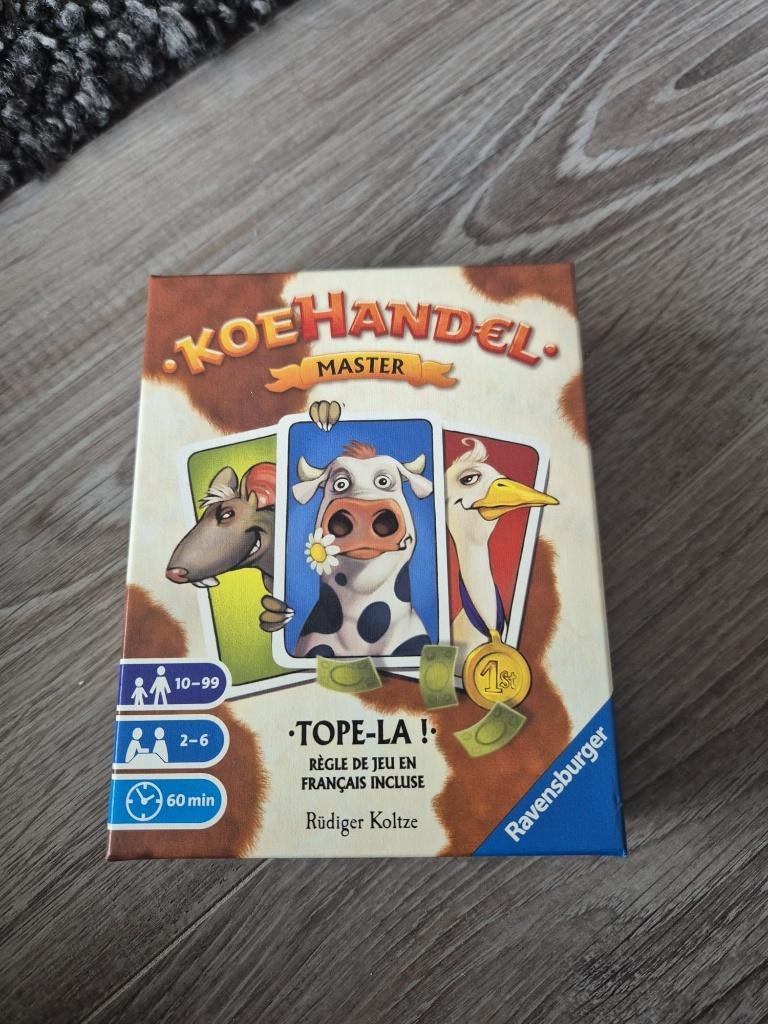 ·KOEHANDEL·
MASTER
1st
10–99
2–6
60 min
·TOPE-LA !·
RÈGLE DE JEU EN
FRANÇAIS INCLUSE
Rüdiger Koltze
Ravensburger